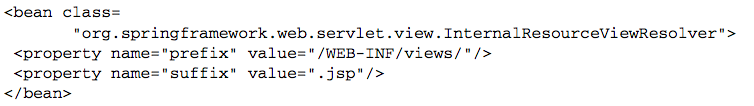 <bean class=
"org.springframework.web.servlet.view.InternalResourceViewResolver">
<property name="prefix" value="/WEB-INF/views/"/>
<property name="suffix" value=".jsp"/>
</bean>